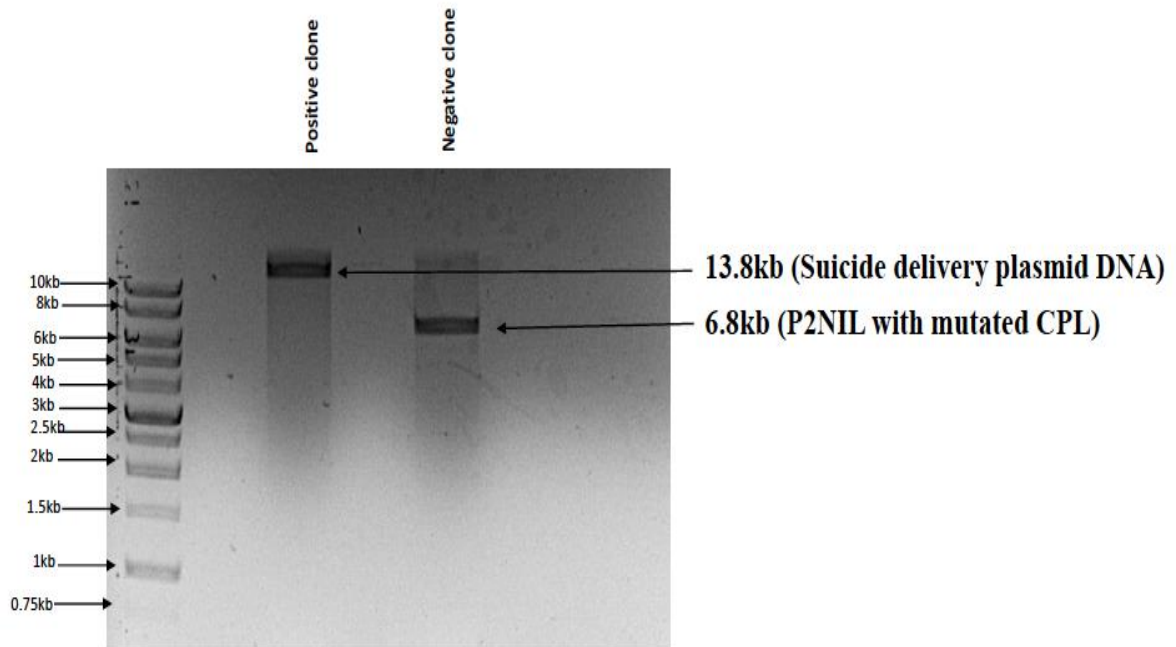 Positive clone
Negative clone
13.8kb (Suicide delivery plasmid DNA)
10kb
8kb
6.8kb (P2NIL with mutated CPL)
6kb
5kb
4kb
3kb
2.5kb
2kb
1.5kb
1kb
0.75kb